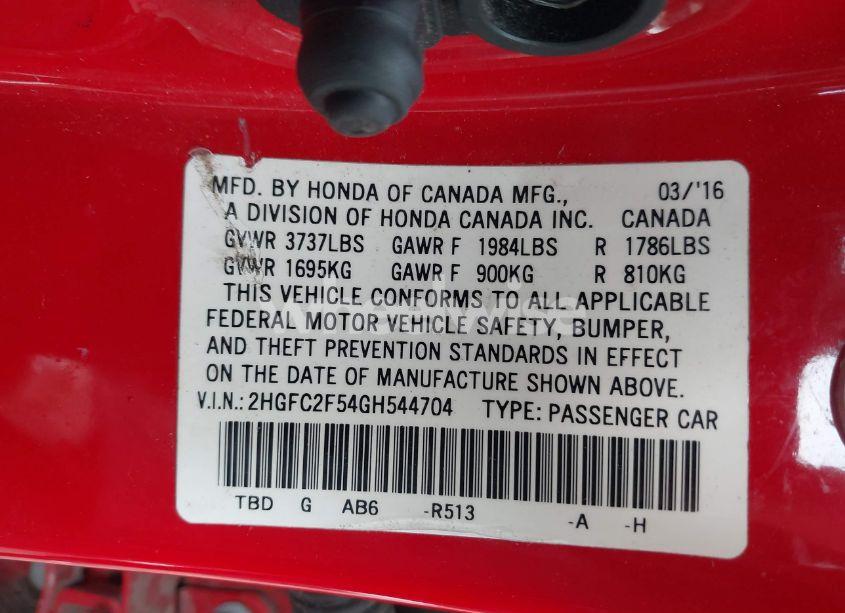 MFD. BY HONDA OF CANADA MFG., 03/'16
A DIVISION OF HONDA CANADA INC. CANADA
GVWR 3737LBS GAWR F 1984LBS R 1786LBS
GVWR 1695KG GAWR F 900KG R 810KG
THIS VEHICLE CONFORMS TO ALL APPLICABLE
FEDERAL MOTOR VEHICLE SAFETY, BUMPER,
AND THEFT PREVENTION STANDARDS IN EFFECT
ON THE DATE OF MANUFACTURE SHOWN ABOVE.
V.I.N.: 2HGFC2F54GH544704 TYPE: PASSENGER CAR
TBD G AB6 -R513 -A -H